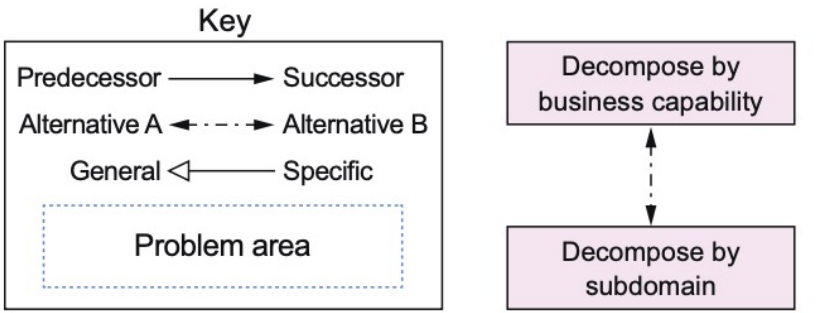 Key
Predecessor Successor
Alternative A Alternative B
General Specific
Problem area
Decompose by
business capability
Decompose by
subdomain